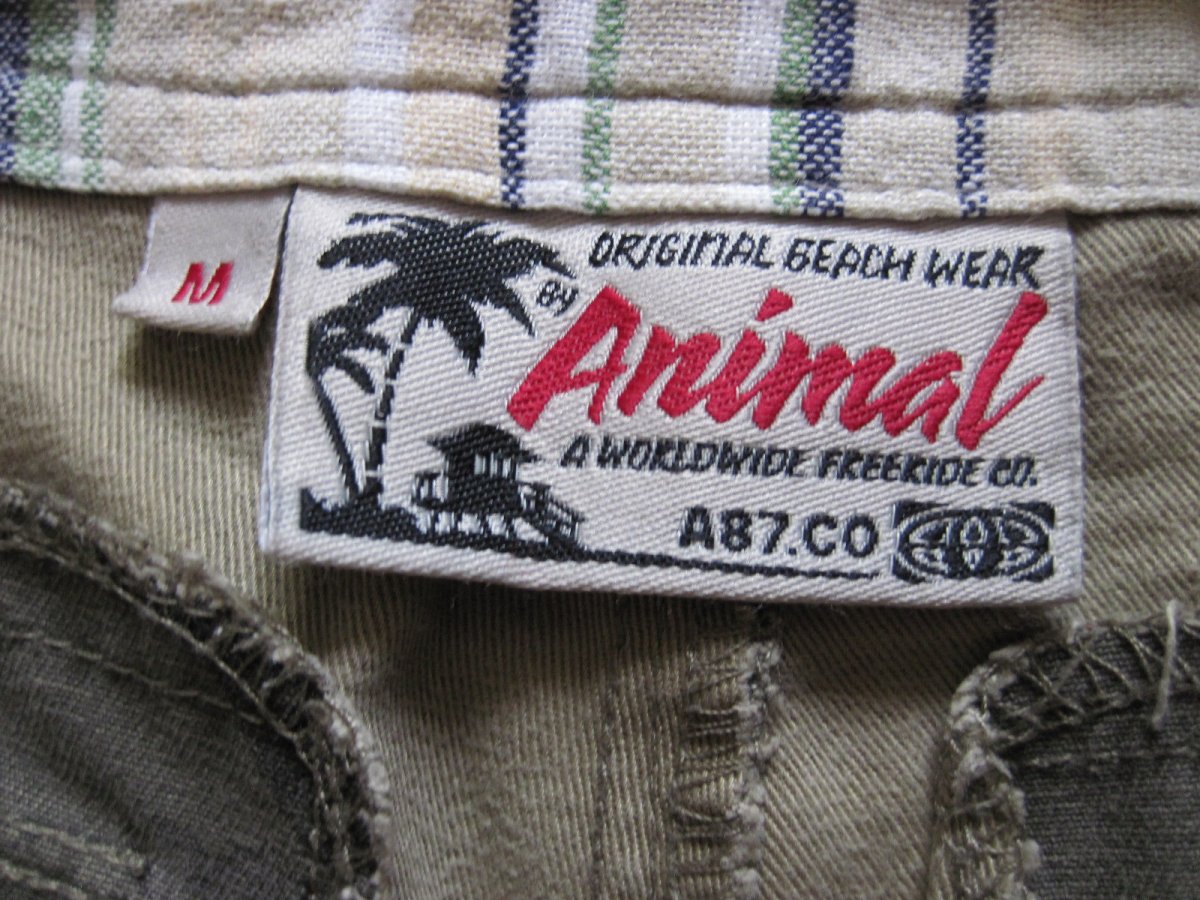 M
ORIGINAL BEACH WEAR
BY
Animal
A WORLDWIDE FREERIDE CO.
A87.CO